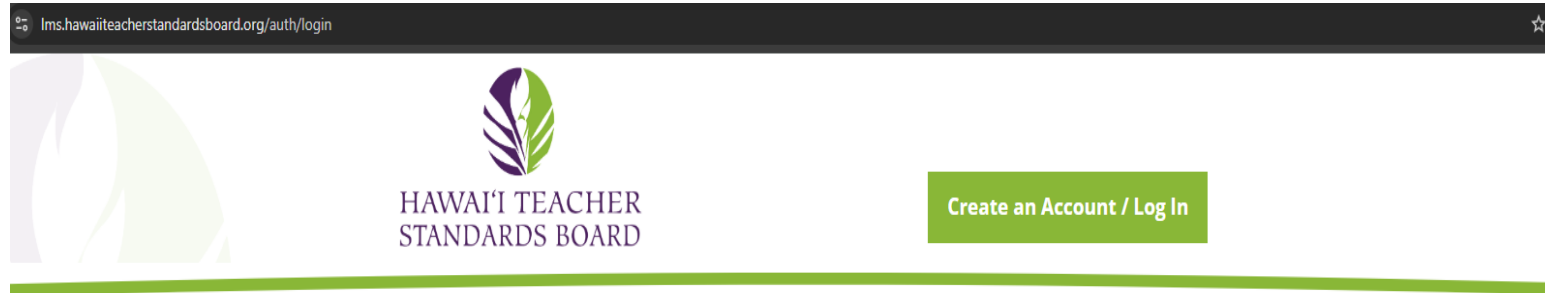 lms.hawaiiteacherstandardsboard.org/auth/login
HAWAIʻI TEACHER
STANDARDS BOARD
Create an Account / Log In